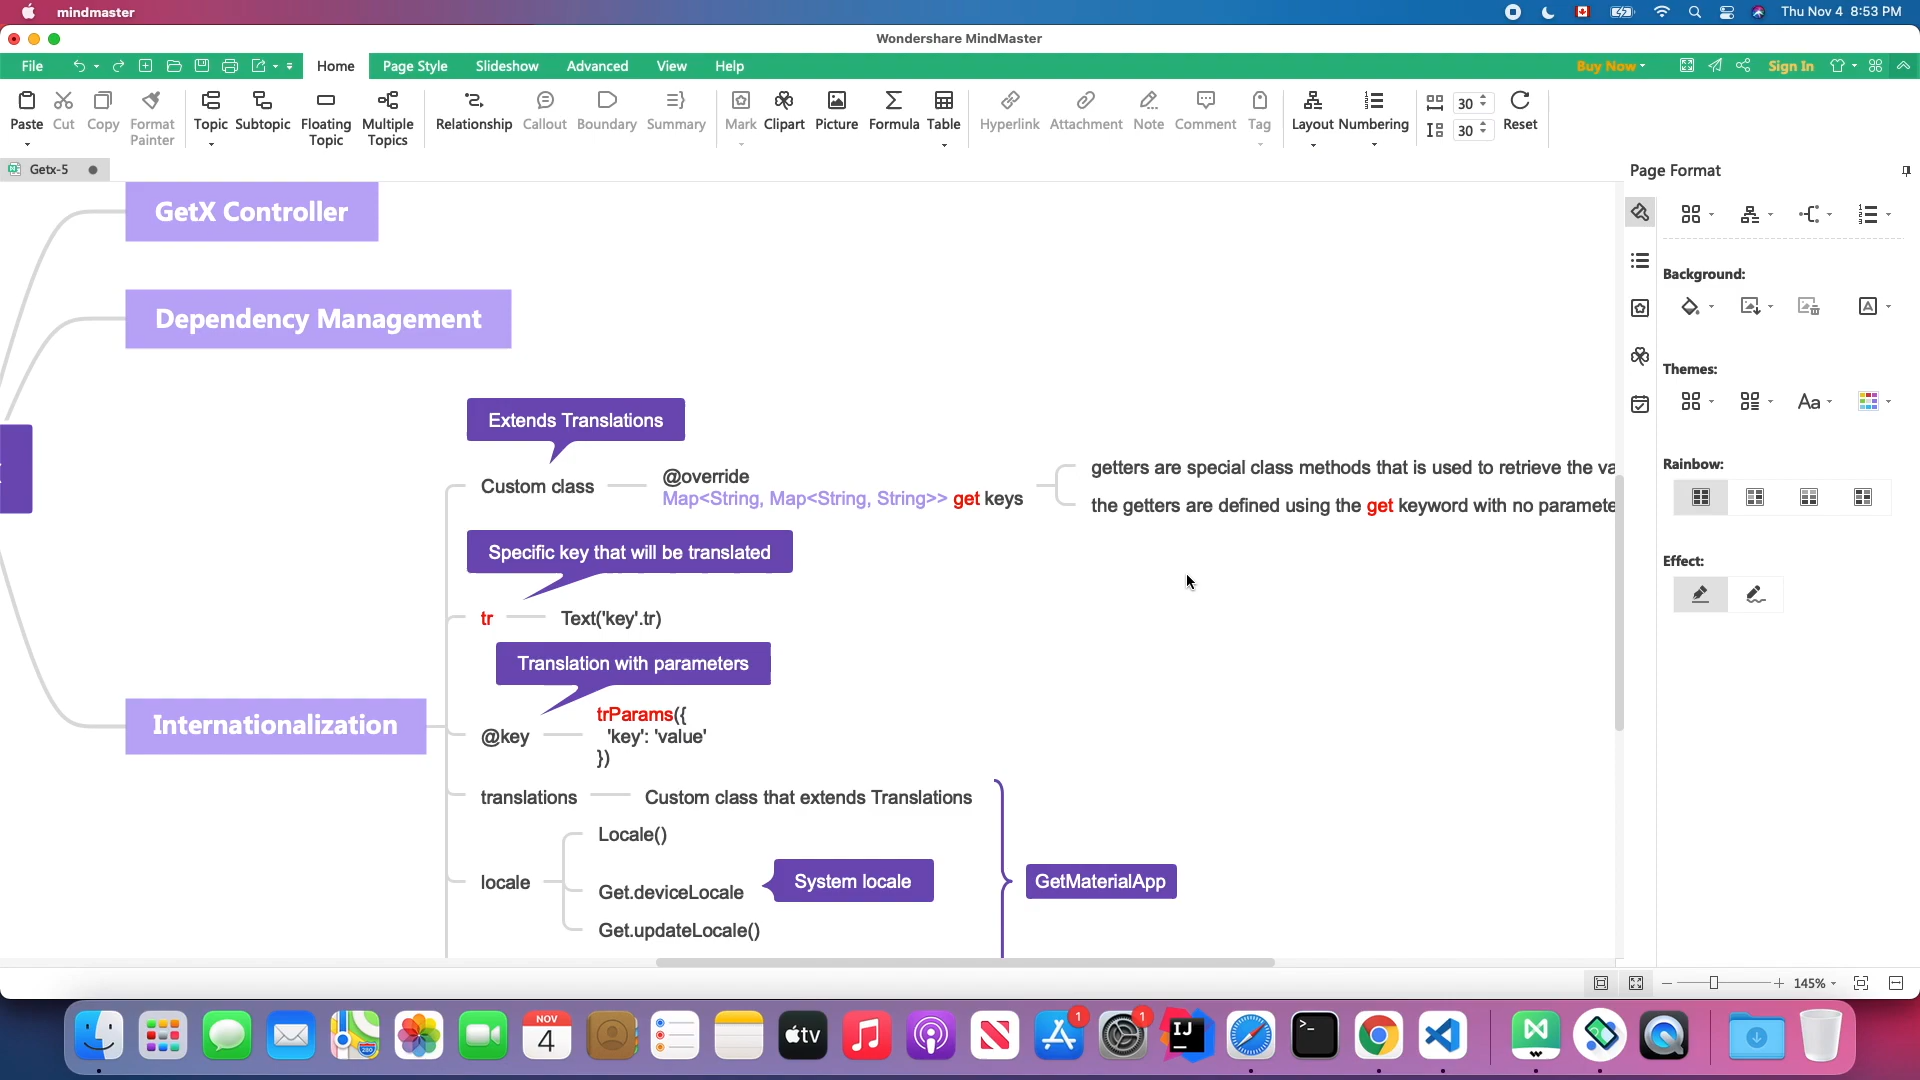 mindmaster
Thu Nov 4 8:53 PM
Wondershare MindMaster
File
Home
Page Style
Slideshow
Advanced
View
Help
Buy Now
Sign In
Paste
Cut
Copy
Format
Painter
Topic
Subtopic
Floating
Topic
Multiple
Topics
Relationship
Callout
Boundary
Summary
Mark
Clipart
Picture
Formula
Table
Hyperlink
Attachment
Note
Comment
Tag
Layout
Numbering
30
30
Reset
Getx-5
Page Format
GetX Controller
Background:
Dependency Management
Themes:
Aa
Extends Translations
Custom class
@override
Map<String, Map<String, String>> get keys
getters are special class methods that is used to retrieve the va
the getters are defined using the get keyword with no paramete
Rainbow:
Specific key that will be translated
Effect:
tr
Text('key'.tr)
Translation with parameters
Internationalization
@key
trParams({
'key': 'value'
})
translations
Custom class that extends Translations
Locale()
locale
Get.deviceLocale
System locale
GetMaterialApp
Get.updateLocale()
145%
NOV
4
tv
1
1
IJ